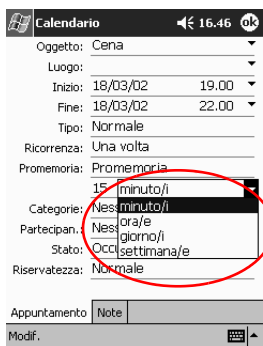 Calendario 16.46 ok
Oggetto: Cena
Luogo:
Inizio: 18/03/02 19.00
Fine: 18/03/02 22.00
Tipo: Normale
Ricorrenza: Una volta
Promemoria: Promemoria
15 minuto/i
minuto/i
Categorie: Ness
ora/e
Partecipan.: Ness
giorno/i
Stato: Occu
settimana/e
Riservatezza: Normale
Appuntamento Note
Modif.